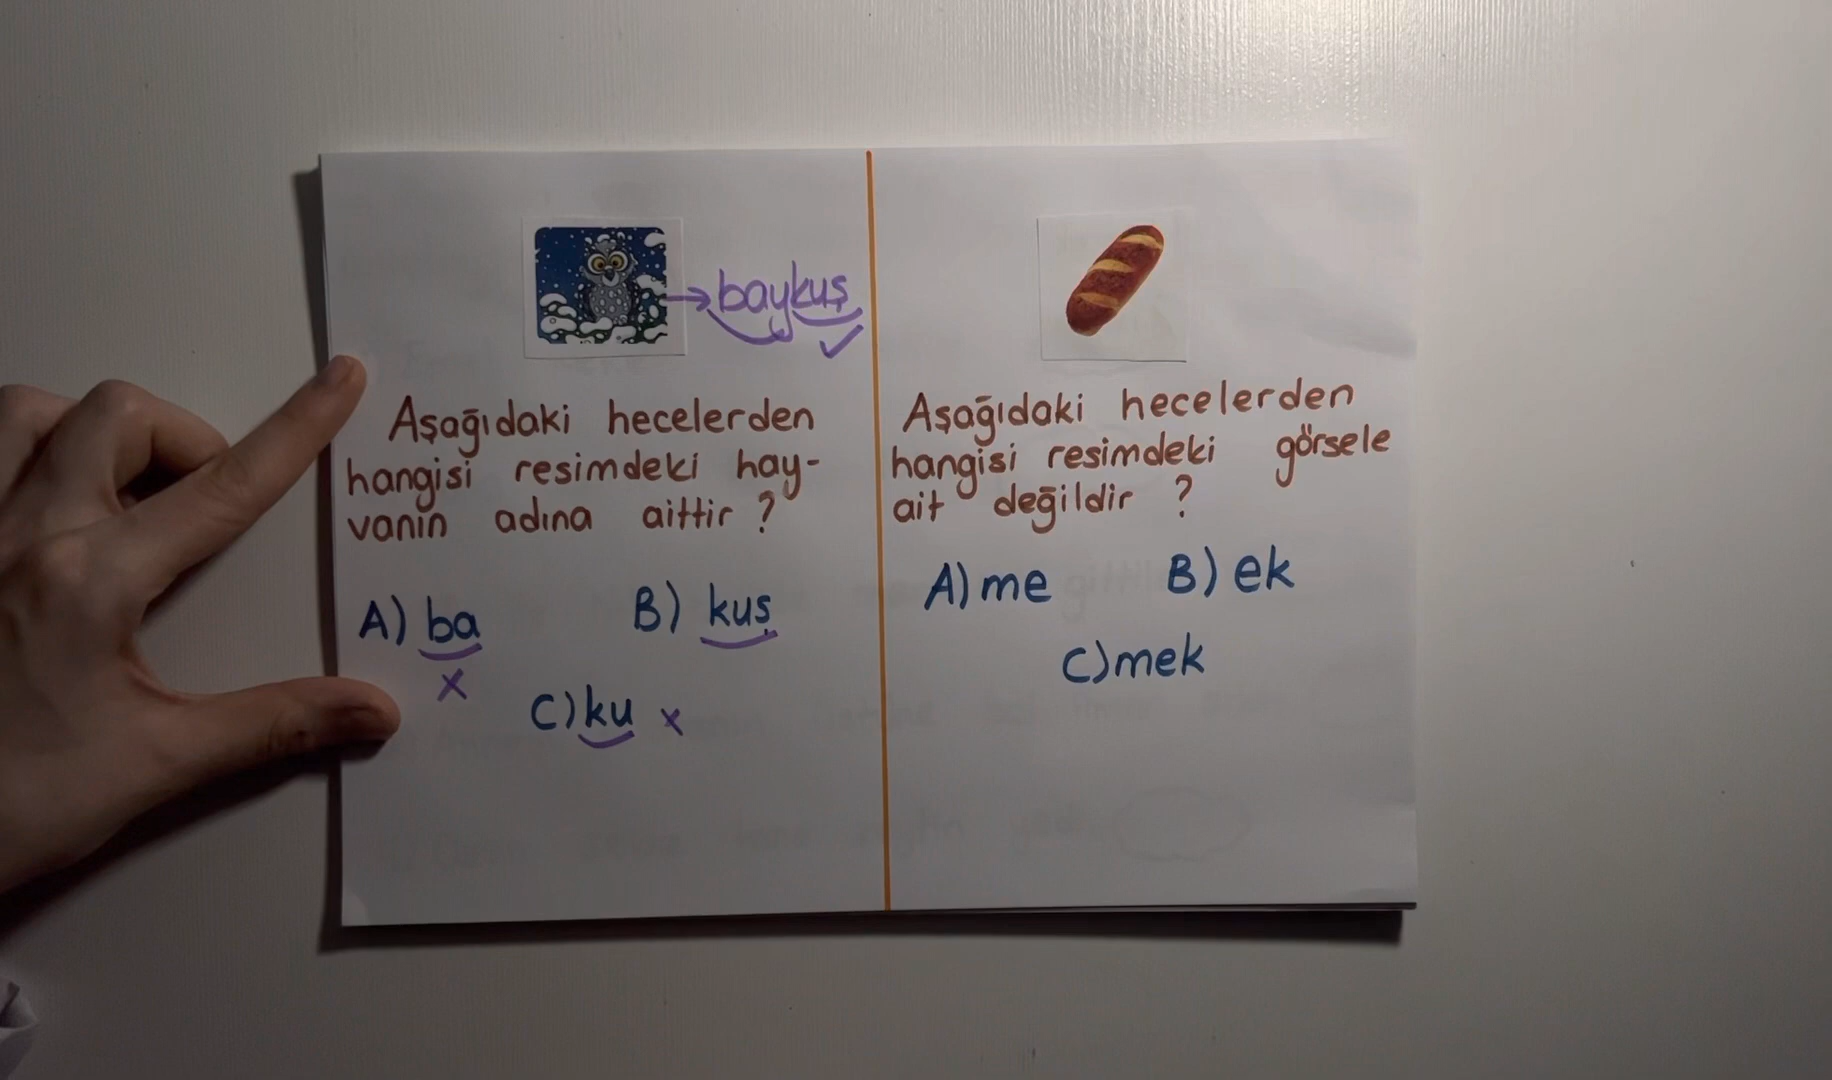 baykuş
Aşağıdaki hecelerden
hangisi resimdeki hay-
vanın adına aittir ?
A) ba
B) kuş
x
C) ku x
Aşağıdaki hecelerden
hangisi resimdeki görsele
ait değildir ?
A) me
B) ek
C) mek